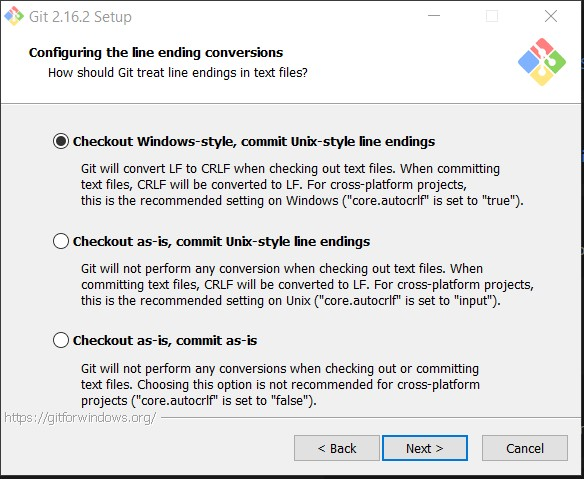 Git 2.16.2 Setup
Configuring the line ending conversions
How should Git treat line endings in text files?
Checkout Windows-style, commit Unix-style line endings
Git will convert LF to CRLF when checking out text files. When committing
text files, CRLF will be converted to LF. For cross-platform projects,
this is the recommended setting on Windows ("core.autocrlf" is set to "true").
Checkout as-is, commit Unix-style line endings
Git will not perform any conversion when checking out text files. When
committing text files, CRLF will be converted to LF. For cross-platform projects,
this is the recommended setting on Unix ("core.autocrlf" is set to "input").
Checkout as-is, commit as-is
Git will not perform any conversions when checking out or committing
text files. Choosing this option is not recommended for cross-platform
projects ("core.autocrlf" is set to "false").
https://gitforwindows.org/
< Back
Next >
Cancel